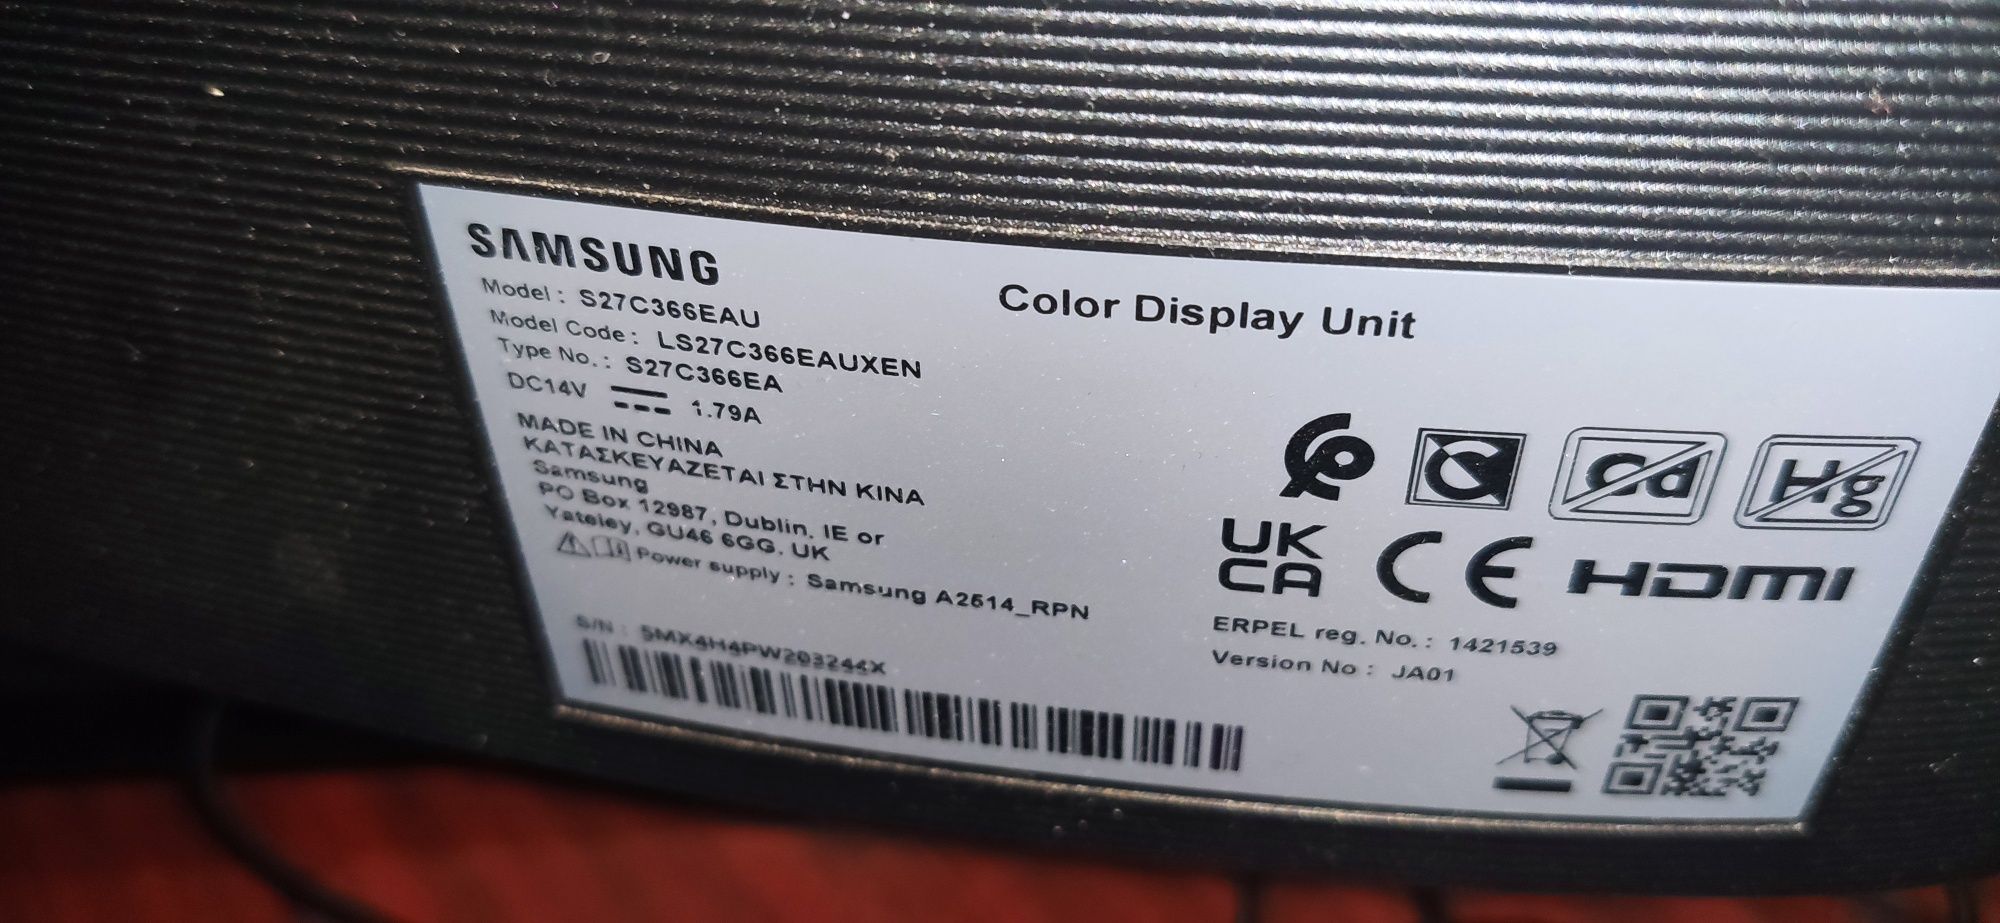 SAMSUNG
Color Display Unit
Model : S27C366EAU
Model Code : LS27C366EAUXEN
Type No. : S27C366EA
DC14V 1.79A
MADE IN CHINA
ΚΑΤΑΣΚΕΥΑΖΕΤΑΙ ΣΤΗΝ ΚΙΝΑ
Samsung
PO Box 12987, Dublin. IE or
Yateley, GU46 6GG. UK
Power supply : Samsung A2514_RPN
S/N : 5MX4H4PW203244X
Cd Hg
UK
CA CE HDMI
ERPEL reg. No. : 1421539
Version No : JA01